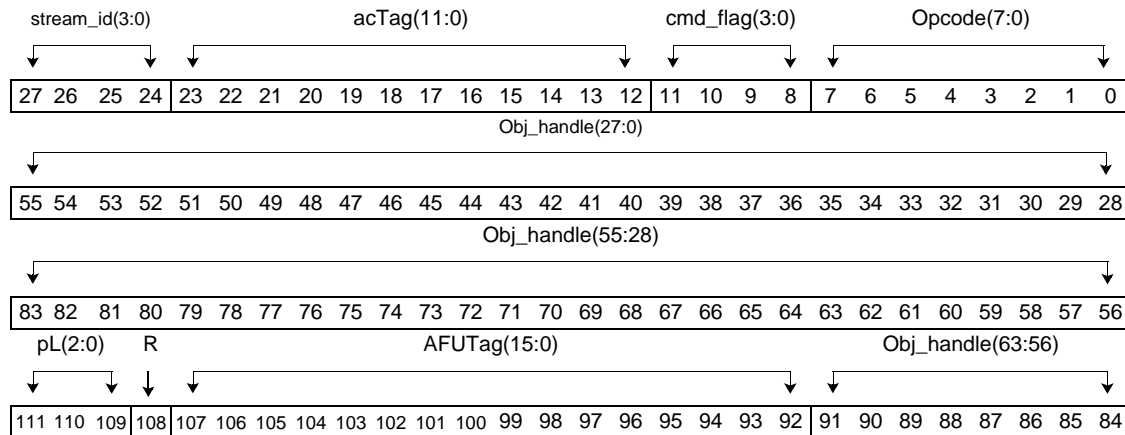 stream_id(3:0) acTag(11:0) cmd_flag(3:0) Opcode(7:0)
27 26 25 24 23 22 21 20 19 18 17 16 15 14 13 12 11 10 9 8 7 6 5 4 3 2 1 0
Obj_handle(27:0)
55 54 53 52 51 50 49 48 47 46 45 44 43 42 41 40 39 38 37 36 35 34 33 32 31 30 29 28
Obj_handle(55:28)
83 82 81 80 79 78 77 76 75 74 73 72 71 70 69 68 67 66 65 64 63 62 61 60 59 58 57 56
pL(2:0) R AFUTag(15:0) Obj_handle(63:56)
111 110 109 108 107 106 105 104 103 102 101 100 99 98 97 96 95 94 93 92 91 90 89 88 87 86 85 84